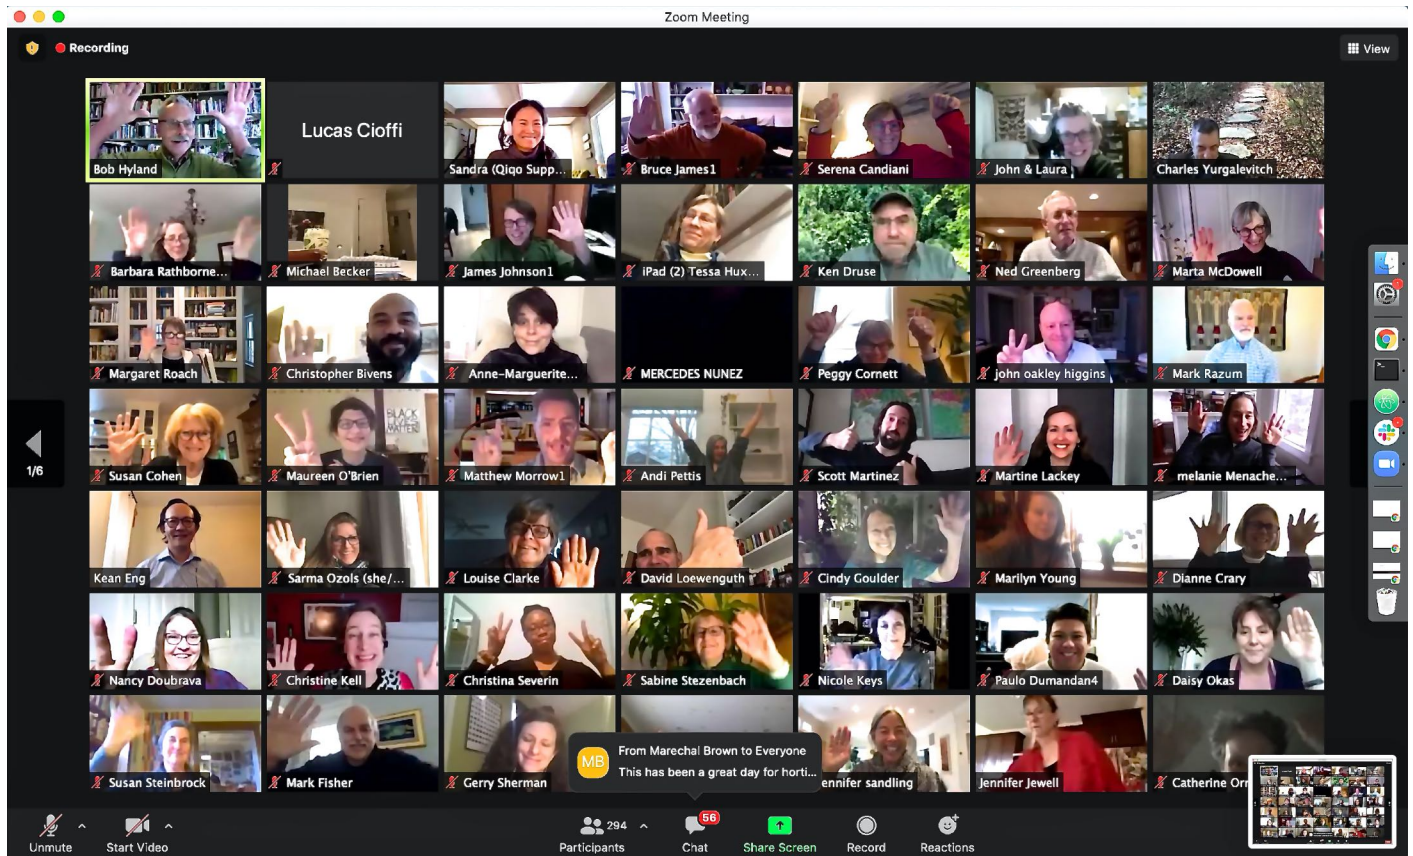 Zoom Meeting
Recording
View
Bob Hyland
Lucas Cioffi
Sandra (Qiqo Supp...
Bruce James1
Serena Candiani
John & Laura
Charles Yurgalevitch
Barbara Rathborne...
Michael Becker
James Johnson1
iPad (2) Tessa Hux...
Ken Druse
Ned Greenberg
Marta McDowell
Margaret Roach
Christopher Bivens
Anne-Marguerite...
MERCEDES NUNEZ
Peggy Cornett
john oakley higgins
Mark Razum
BLACK
LIVES
MATTER!
Susan Cohen
Maureen O'Brien
Matthew Morrow1
Andi Pettis
Scott Martinez
Martine Lackey
melanie Menache...
1/6
Kean Eng
Sarma Ozols (she/...
Louise Clarke
David Loewenguth
Cindy Goulder
Marilyn Young
Dianne Crary
Nancy Doubrava
Christine Kell
Christina Severin
Sabine Stezenbach
Nicole Keys
Paulo Dumandan4
Daisy Okas
MB
From Marechal Brown to Everyone
This has been a great day for horti...
Susan Steinbrock
Mark Fisher
Gerry Sherman
ennifer sandling
Jennifer Jewell
Catherine Orr
Unmute
Start Video
294
Participants
56
Chat
Share Screen
Record
Reactions